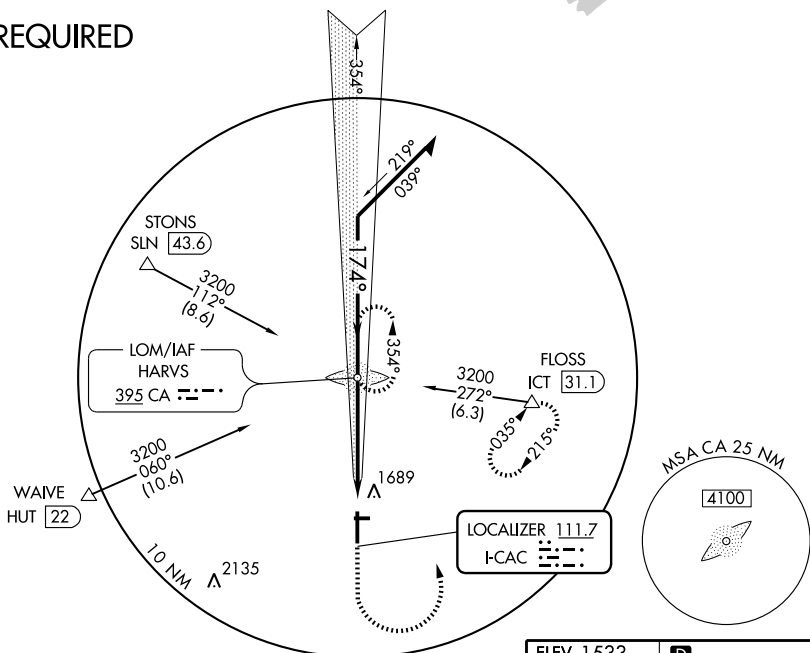 REQUIRED
354°
219°
039°
STONS
SLN 43.6
3200
112°
(8.6)
174°
354°
LOM/IAF
HARVS
395 CA
FLOSS
ICT 31.1
3200
272°
(6.3)
035°
215°
3200
060°
(10.6)
WAIVE
HUT 22
1689
MSA CA 25 NM
4100
LOCALIZER 111.7
I-CAC
10 NM
2135
ELEV 1533
D